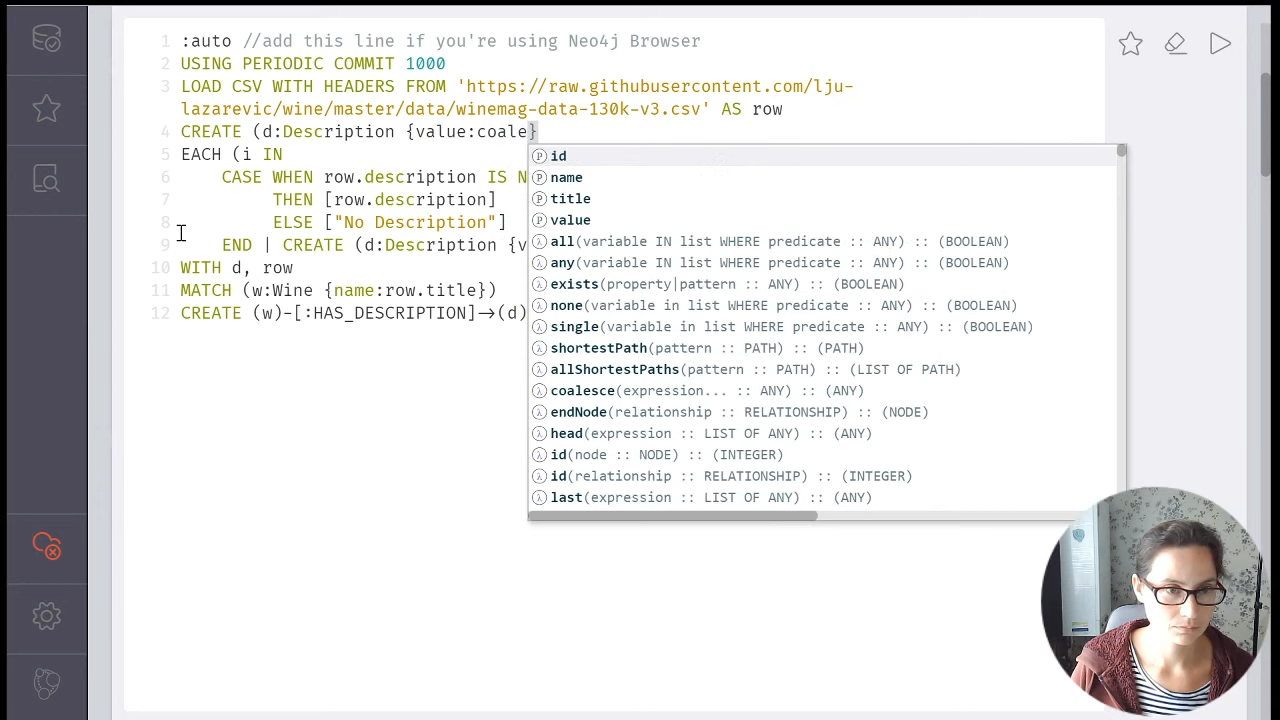 1 :auto //add this line if you're using Neo4j Browser
2 USING PERIODIC COMMIT 1000
3 LOAD CSV WITH HEADERS FROM 'https://raw.githubusercontent.com/lju-
lazarevic/wine/master/data/winemag-data-130k-v3.csv' AS row
4 CREATE (d:Description {value:coale}
5 EACH (i IN
6 CASE WHEN row.description IS N
7 THEN [row.description]
8 ELSE ["No Description"]
9 END | CREATE (d:Description {v
10 WITH d, row
11 MATCH (w:Wine {name:row.title})
12 CREATE (w)-[:HAS_DESCRIPTION]->(d)
P id
P name
P title
P value
λ all(variable IN list WHERE predicate :: ANY) :: (BOOLEAN)
λ any(variable IN list WHERE predicate :: ANY) :: (BOOLEAN)
λ exists(property|pattern :: ANY) :: (BOOLEAN)
λ none(variable in list WHERE predicate :: ANY) :: (BOOLEAN)
λ single(variable in list WHERE predicate :: ANY) :: (BOOLEAN)
λ shortestPath(pattern :: PATH) :: (PATH)
λ allShortestPaths(pattern :: PATH) :: (LIST OF PATH)
λ coalesce(expression... :: ANY) :: (ANY)
λ endNode(relationship :: RELATIONSHIP) :: (NODE)
λ head(expression :: LIST OF ANY) :: (ANY)
λ id(node :: NODE) :: (INTEGER)
λ id(relationship :: RELATIONSHIP) :: (INTEGER)
λ last(expression :: LIST OF ANY) :: (ANY)